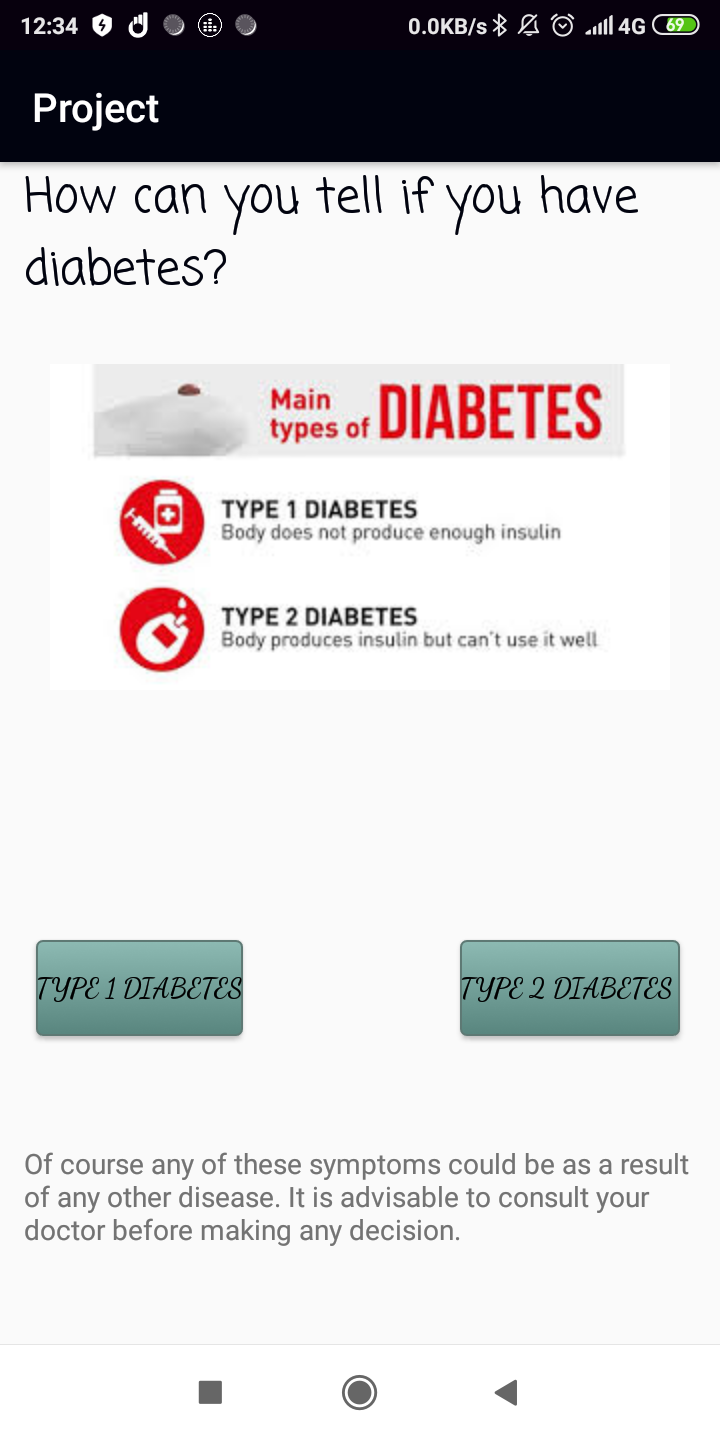 12:34 0.0KB/s 4G 69
Project
How can you tell if you have
diabetes?
Main
types of DIABETES
TYPE 1 DIABETES
Body does not produce enough insulin
TYPE 2 DIABETES
Body produces insulin but can't use it well
TYPE 1 DIABETES TYPE 2 DIABETES
Of course any of these symptoms could be as a result
of any other disease. It is advisable to consult your
doctor before making any decision.